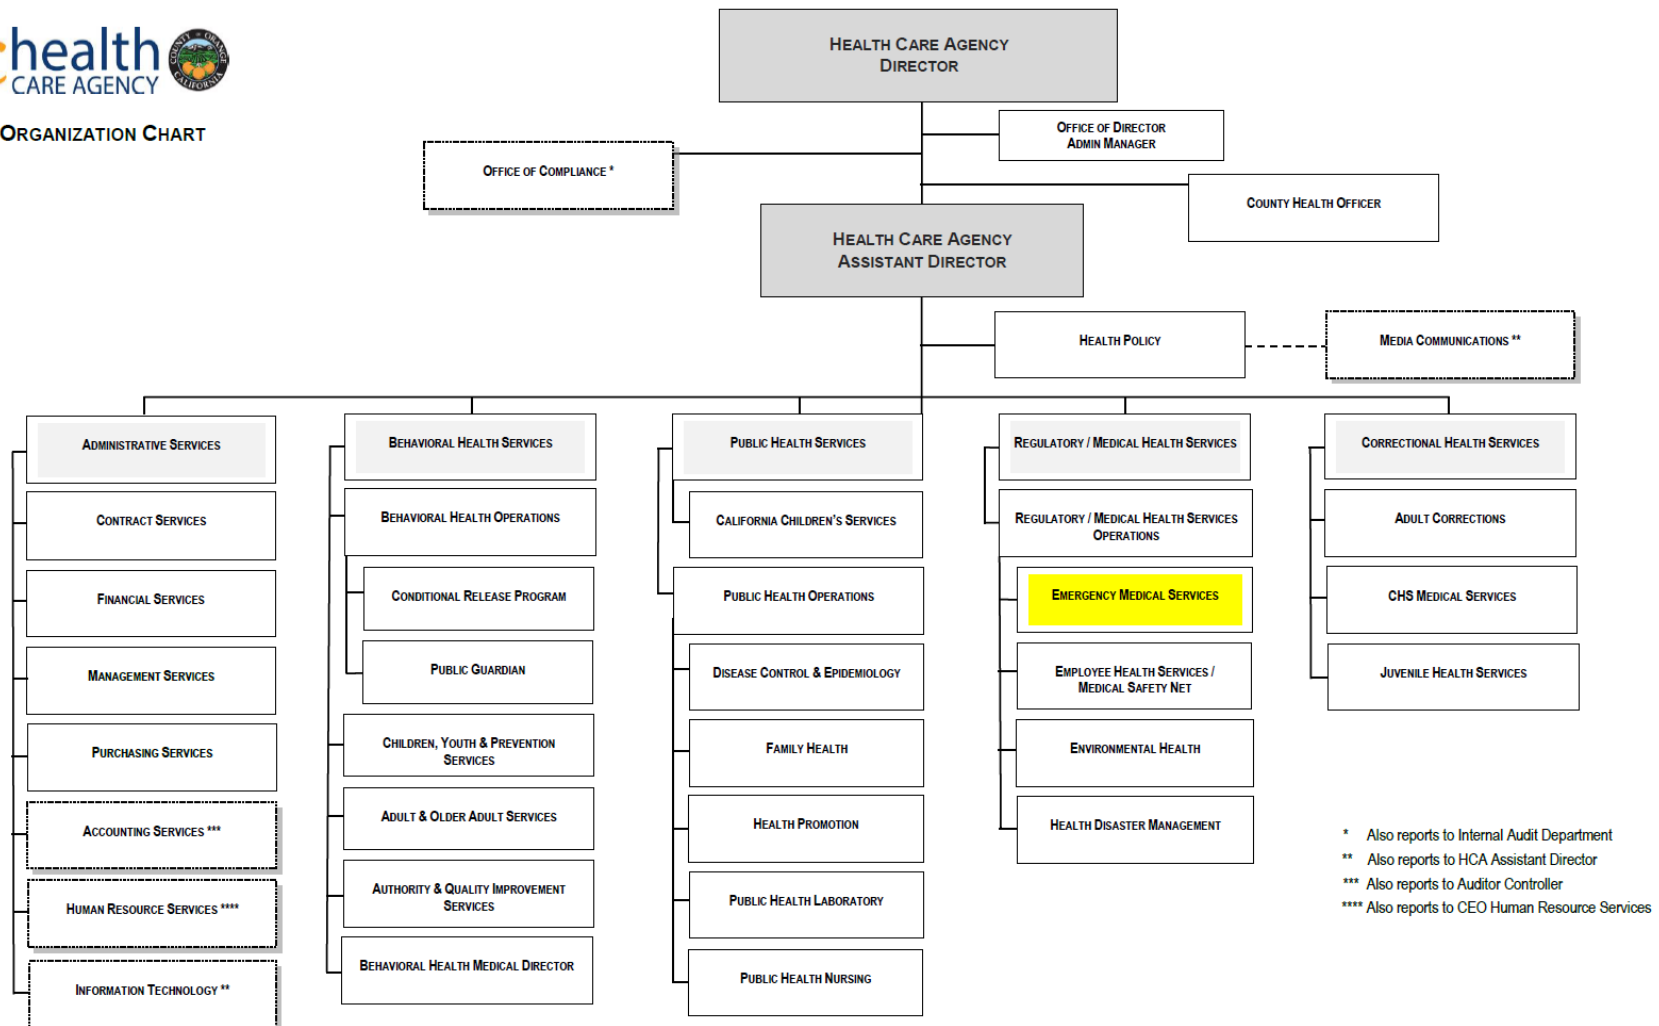 health
CARE AGENCY
COUNTY OF ORANGE
CALIFORNIA
ORGANIZATION CHART
HEALTH CARE AGENCY
DIRECTOR
OFFICE OF DIRECTOR
ADMIN MANAGER
OFFICE OF COMPLIANCE *
COUNTY HEALTH OFFICER
HEALTH CARE AGENCY
ASSISTANT DIRECTOR
HEALTH POLICY
MEDIA COMMUNICATIONS **
ADMINISTRATIVE SERVICES
CONTRACT SERVICES
FINANCIAL SERVICES
MANAGEMENT SERVICES
PURCHASING SERVICES
ACCOUNTING SERVICES ***
HUMAN RESOURCE SERVICES ****
INFORMATION TECHNOLOGY **
BEHAVIORAL HEALTH SERVICES
BEHAVIORAL HEALTH OPERATIONS
CONDITIONAL RELEASE PROGRAM
PUBLIC GUARDIAN
CHILDREN, YOUTH & PREVENTION
SERVICES
ADULT & OLDER ADULT SERVICES
AUTHORITY & QUALITY IMPROVEMENT
SERVICES
BEHAVIORAL HEALTH MEDICAL DIRECTOR
PUBLIC HEALTH SERVICES
CALIFORNIA CHILDREN'S SERVICES
PUBLIC HEALTH OPERATIONS
DISEASE CONTROL & EPIDEMIOLOGY
FAMILY HEALTH
HEALTH PROMOTION
PUBLIC HEALTH LABORATORY
PUBLIC HEALTH NURSING
REGULATORY / MEDICAL HEALTH SERVICES
REGULATORY / MEDICAL HEALTH SERVICES
OPERATIONS
EMERGENCY MEDICAL SERVICES
EMPLOYEE HEALTH SERVICES /
MEDICAL SAFETY NET
ENVIRONMENTAL HEALTH
HEALTH DISASTER MANAGEMENT
CORRECTIONAL HEALTH SERVICES
ADULT CORRECTIONS
CHS MEDICAL SERVICES
JUVENILE HEALTH SERVICES
* Also reports to Internal Audit Department
** Also reports to HCA Assistant Director
*** Also reports to Auditor Controller
**** Also reports to CEO Human Resource Services